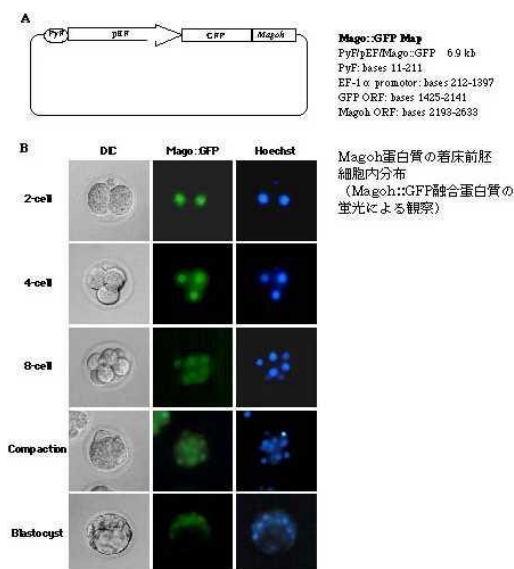 A
PyF
pEF
GFP
Magoh
Mago::GFP Map
PyF/pEF/Mago::GFP 6.9 kb
PyF: bases 11-211
EF-1α promotor: bases 212-1397
GFP ORF: bases 1425-2141
Magoh ORF: bases 2193-2633
B
DIC
Mago::GFP
Hoechst
2-cell
4-cell
8-cell
Compaction
Blastocyst
Magoh蛋白質の着床前胚
細胞内分布
(Magoh::GFP融合蛋白質の
蛍光による観察)